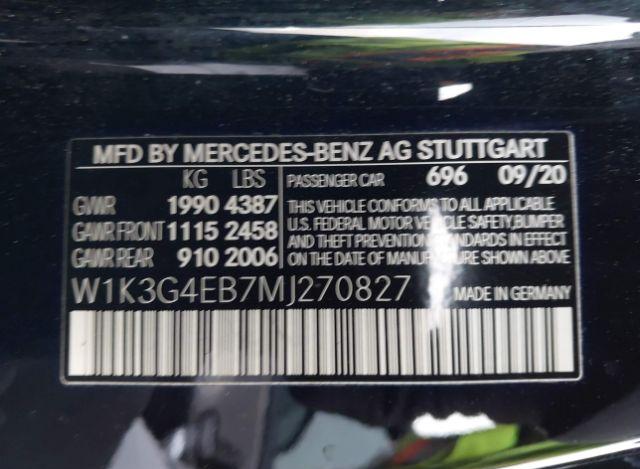 MFD BY MERCEDES-BENZ AG STUTTGART
KG LBS
GWR 1990 4387
GAWR FRONT 1115 2458
GAWR REAR 910 2006
PASSENGER CAR 696 09/20
THIS VEHICLE CONFORMS TO ALL APPLICABLE
U.S. FEDERAL MOTOR VEHICLE SAFETY, BUMPER
AND THEFT PREVENTION STANDARDS IN EFFECT
ON THE DATE OF MANUFACTURE SHOWN ABOVE.
W1K3G4EB7MJ270827
MADE IN GERMANY